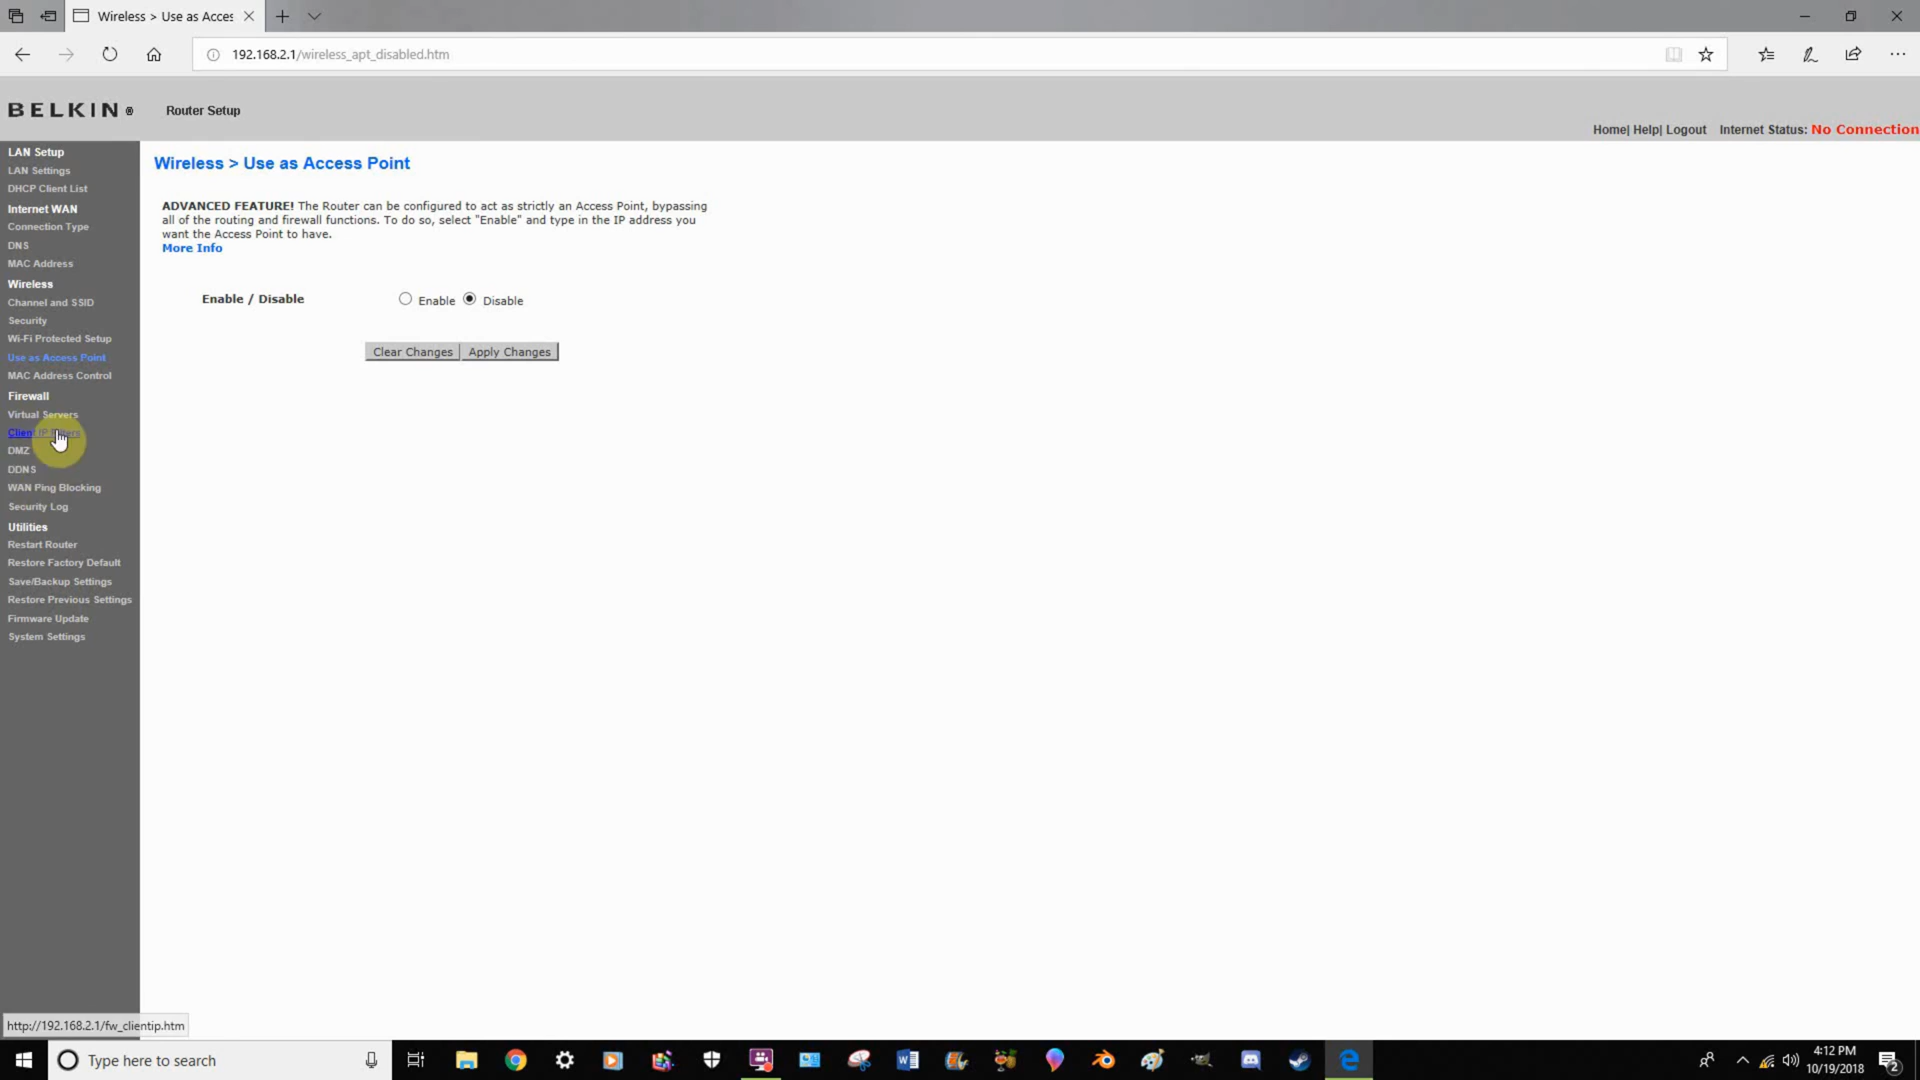 Wireless > Use as Acces
192.168.2.1/wireless_apt_disabled.htm
BELKIN ®
Router Setup
Home| Help| Logout Internet Status: No Connection
LAN Setup
LAN Settings
DHCP Client List
Internet WAN
Connection Type
DNS
MAC Address
Wireless
Channel and SSID
Security
Wi-Fi Protected Setup
Use as Access Point
MAC Address Control
Firewall
Virtual Servers
Client IP Filters
DMZ
DDNS
WAN Ping Blocking
Security Log
Utilities
Restart Router
Restore Factory Default
Save/Backup Settings
Restore Previous Settings
Firmware Update
System Settings
Wireless > Use as Access Point
ADVANCED FEATURE! The Router can be configured to act as strictly an Access Point, bypassing
all of the routing and firewall functions. To do so, select "Enable" and type in the IP address you
want the Access Point to have.
More Info
Enable / Disable
Enable Disable
Clear Changes Apply Changes
http://192.168.2.1/fw_clientip.htm
Type here to search
4:12 PM
10/19/2018
2